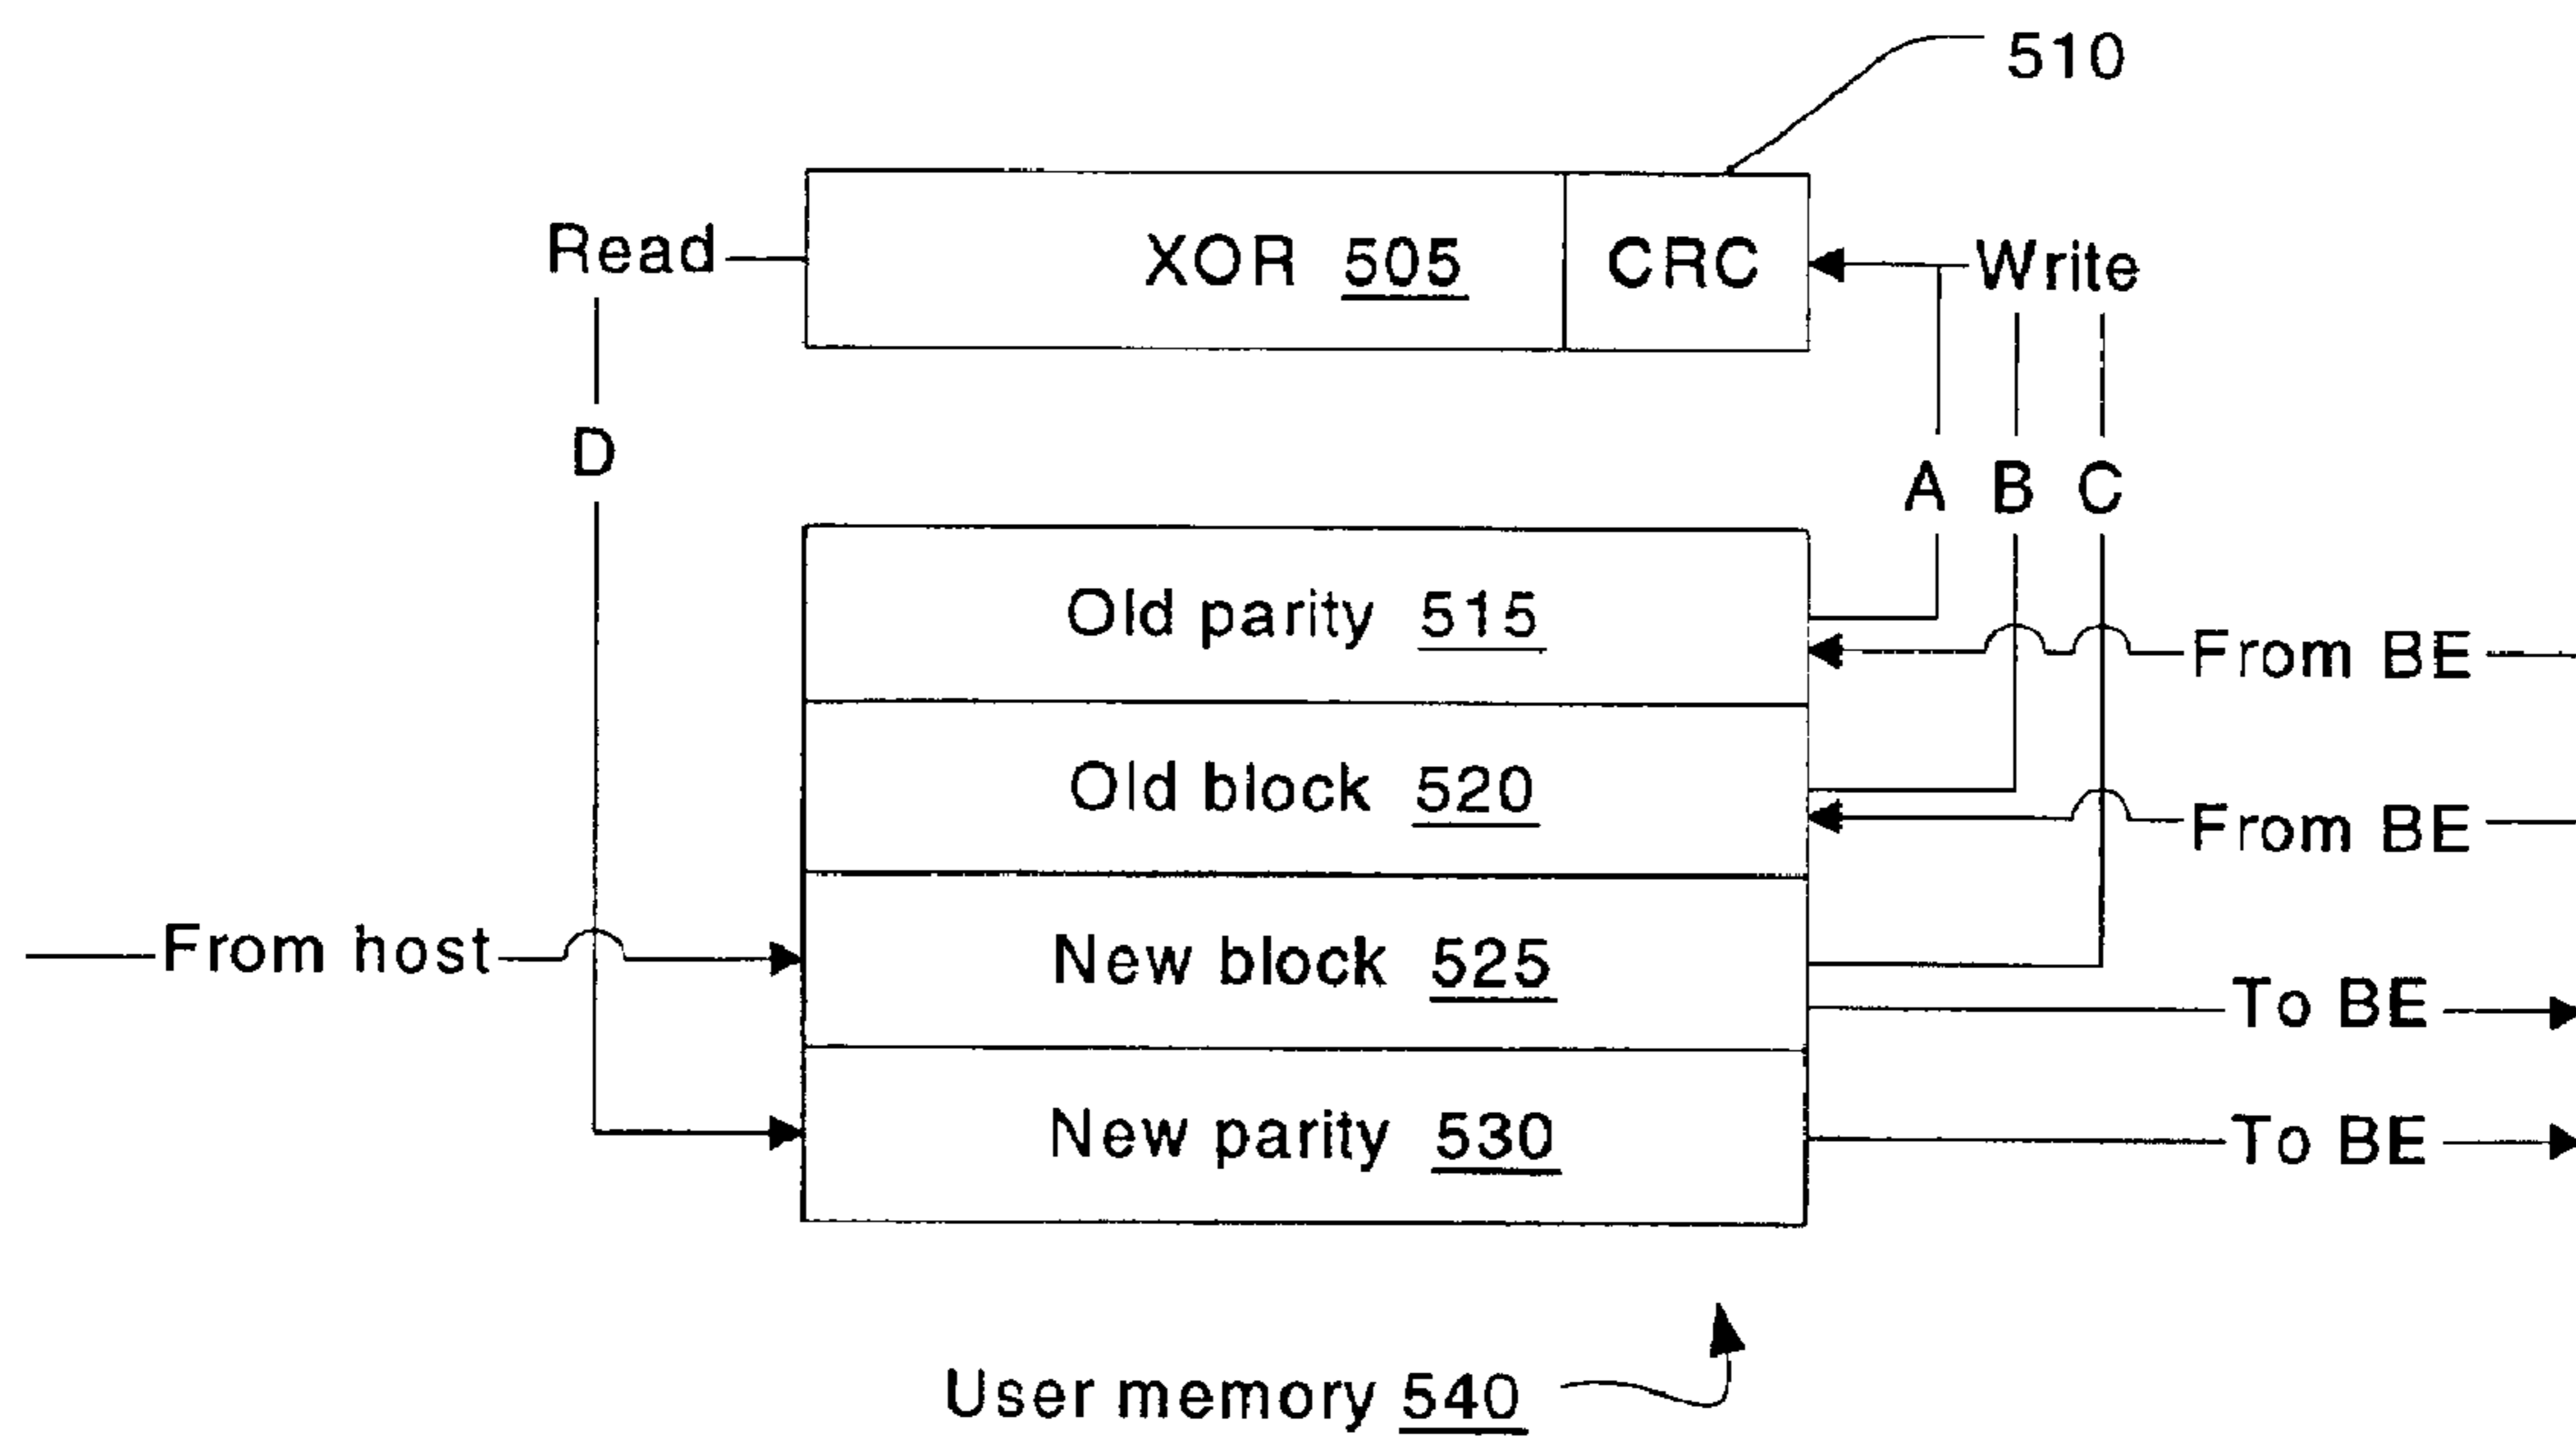 510
Read
XOR 505
CRC
Write
D
A B C
Old parity 515
From BE
Old block 520
From BE
From host
New block 525
To BE
New parity 530
To BE
User memory 540